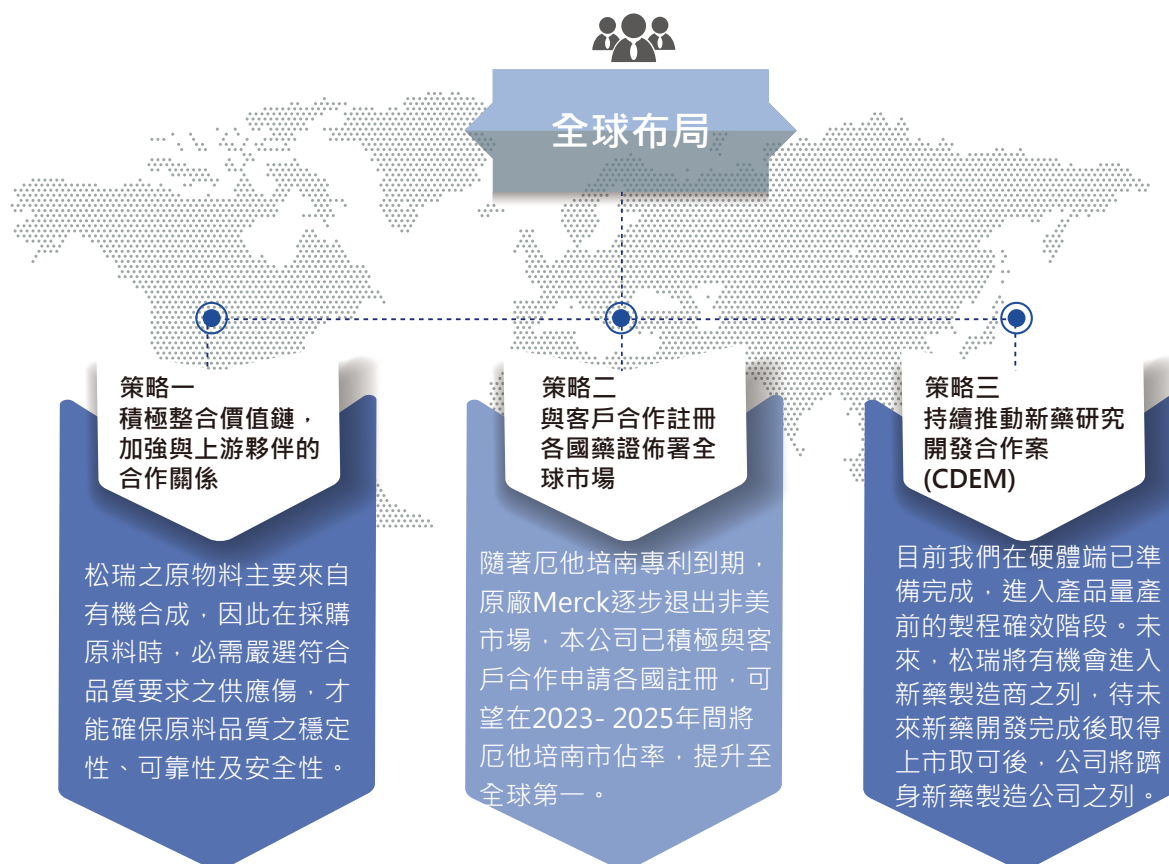 全球布局
策略一
積極整合價值鏈，
加強與上游夥伴的
合作關係
松瑞之原物料主要來自
有機合成，因此在採購
原料時，必需嚴選符合
品質要求之供應傷，才
能確保原料品質之穩定
性、可靠性及安全性。
策略二
與客戶合作註冊
各國藥證佈署全
球市場
隨著厄他培南專利到期，
原廠Merck逐步退出非美
市場，本公司已積極與客
戶合作申請各國註冊，可
望在2023- 2025年間將
厄他培南市佔率，提升至
全球第一。
策略三
持續推動新藥研究
開發合作案
(CDEM)
目前我們在硬體端已準
備完成，進入產品量產
前的製程確效階段。未
來，松瑞將有機會進入
新藥製造商之列，待未
來新藥開發完成後取得
上市取可後，公司將躋
身新藥製造公司之列。